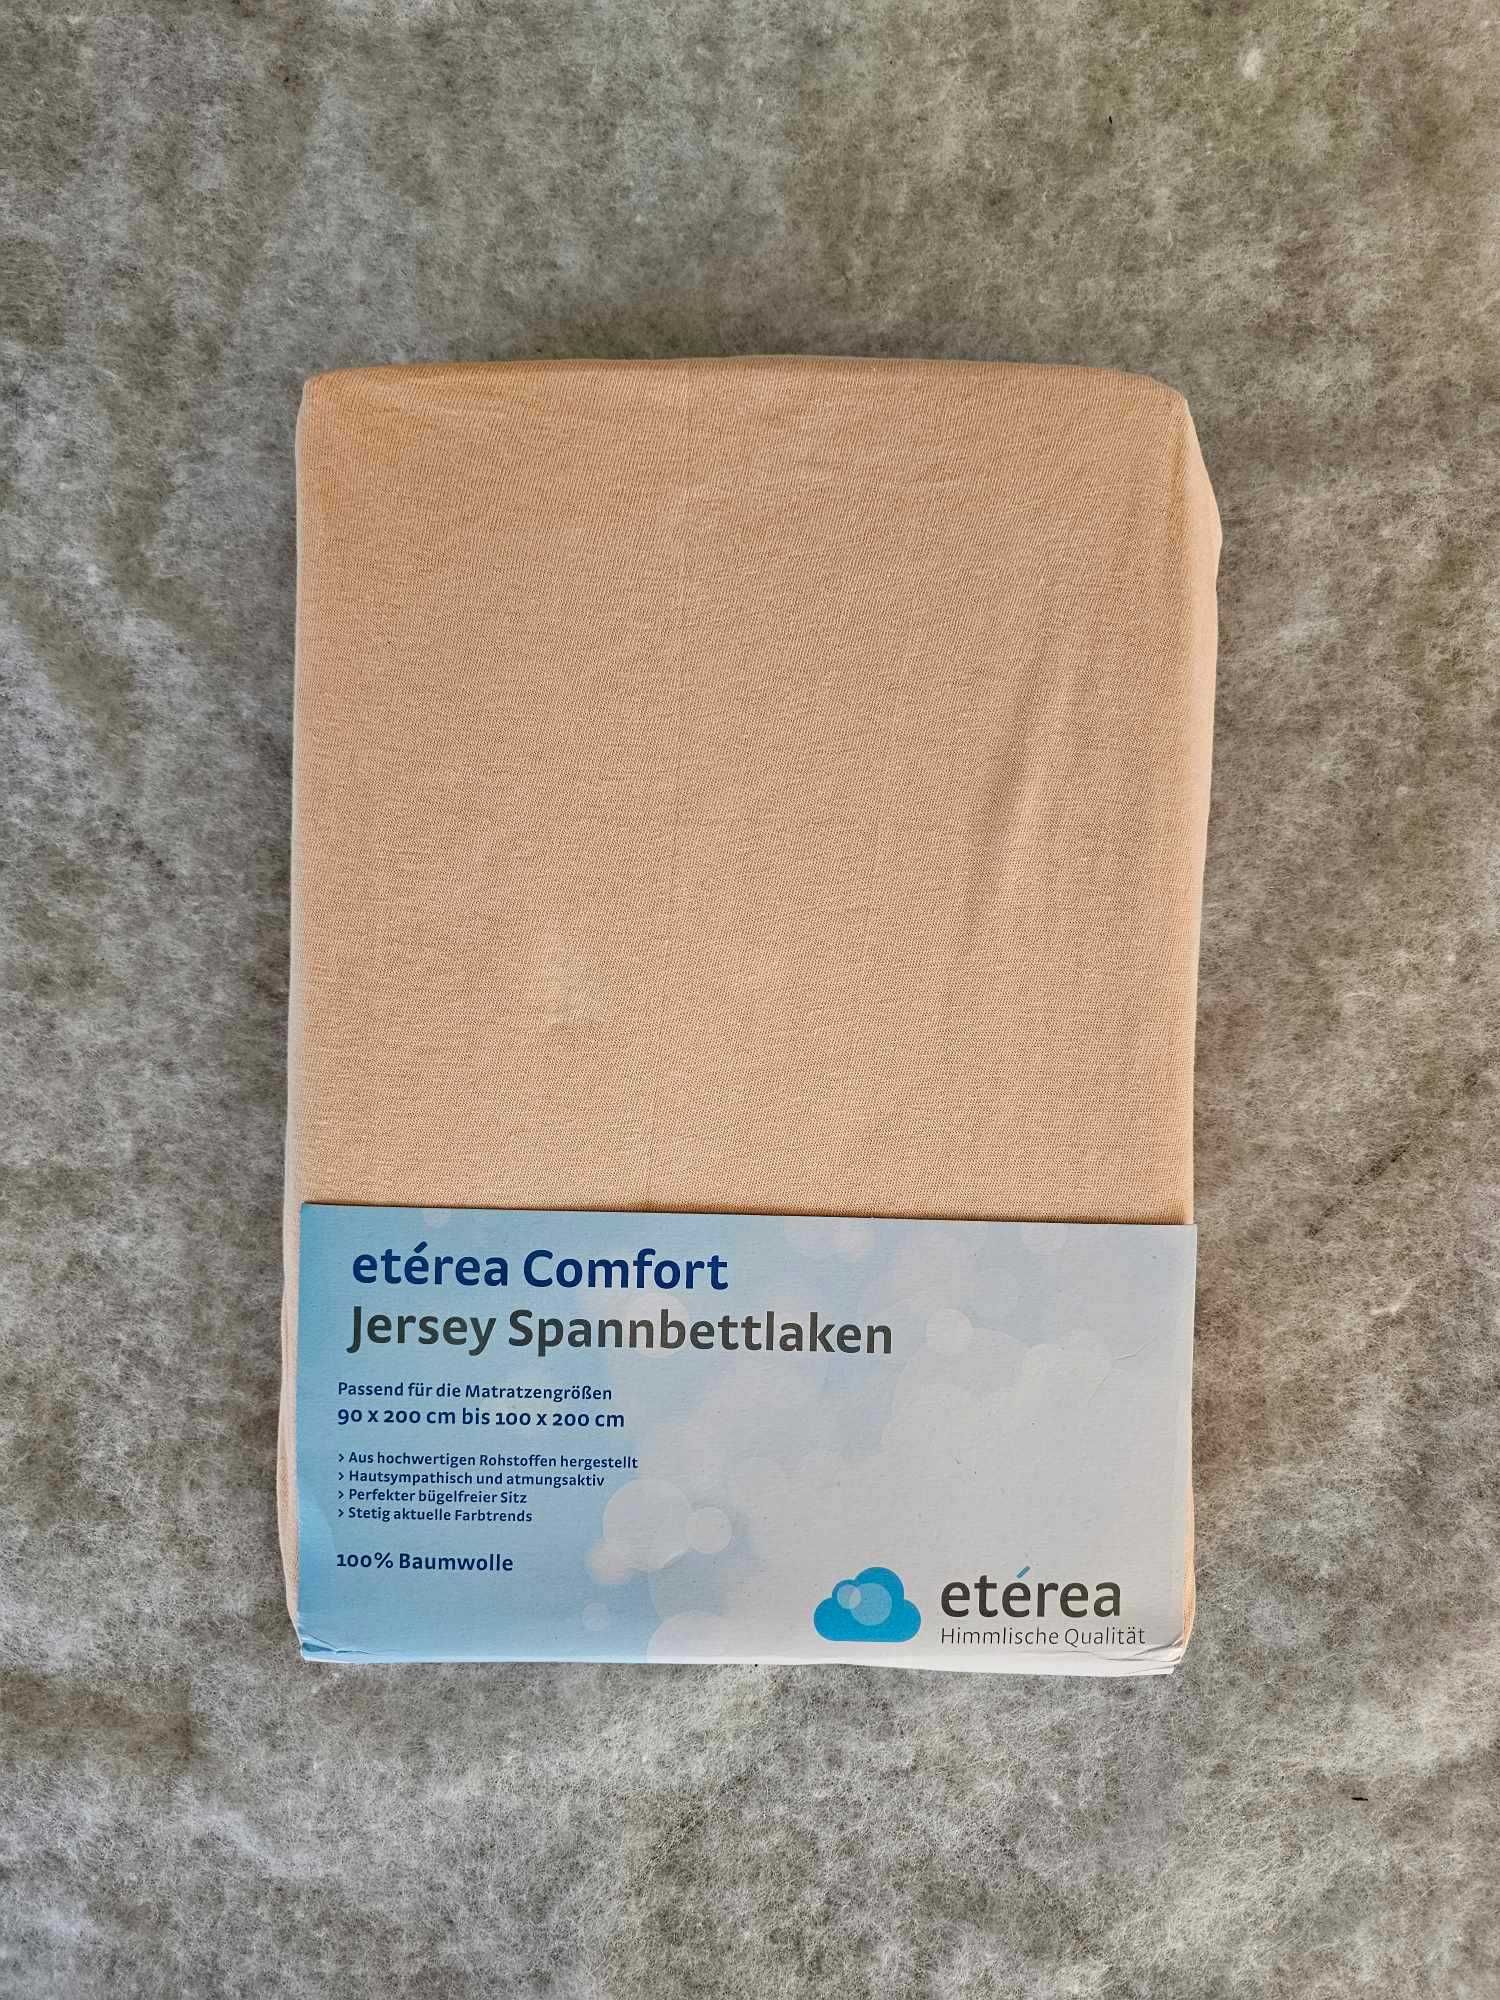 etérea Comfort
Jersey Spannbettlaken
Passend für die Matratzengrößen
90 x 200 cm bis 100 x 200 cm
> Aus hochwertigen Rohstoffen hergestellt
> Hautsympathisch und atmungsaktiv
> Perfekter bügelfreier Sitz
> Stetig aktuelle Farbtrends
100% Baumwolle
etérea
Himmlische Qualität